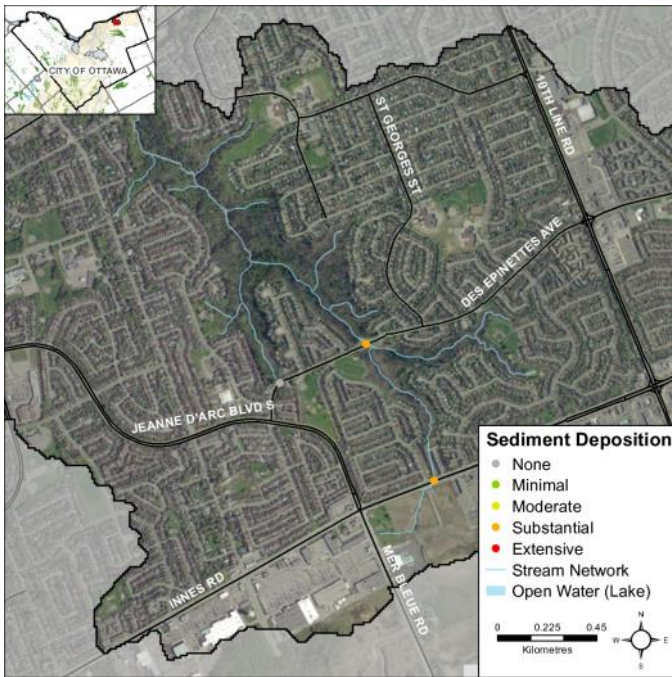 CITY OF OTTAWA
ST GEORGES ST
10TH LINE RD
DES EPINETTES AVE
JEANNE D'ARC BLVD S
INNES RD
MER BLEUE RD
Sediment Deposition
None
Minimal
Moderate
Substantial
Extensive
Stream Network
Open Water (Lake)
0 0.225 0.45
Kilometres
N
W E
S